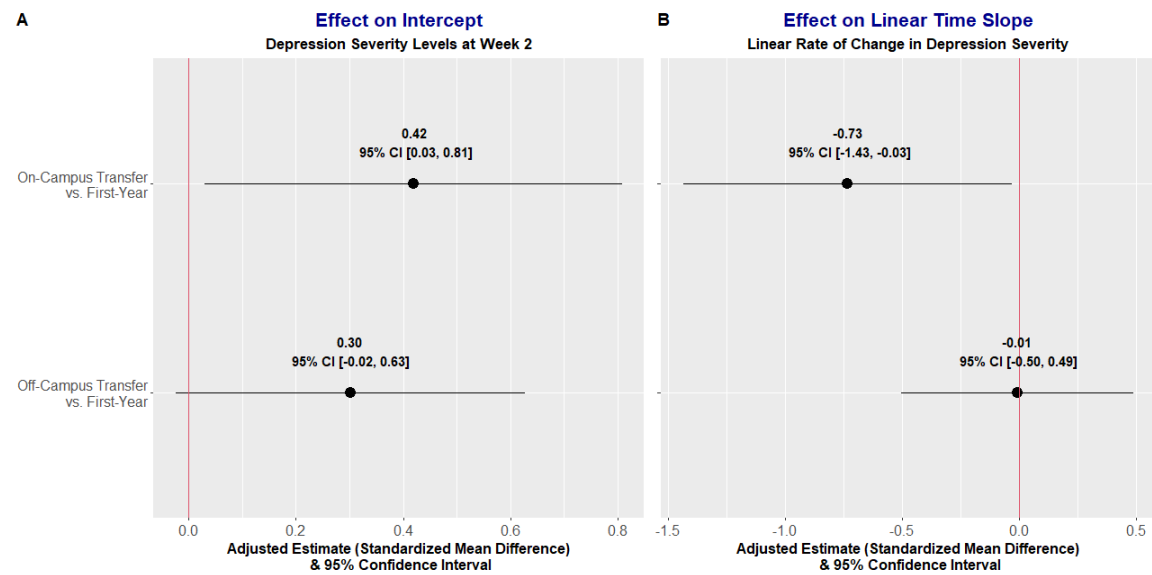 A
Effect on Intercept
Depression Severity Levels at Week 2
B
Effect on Linear Time Slope
Linear Rate of Change in Depression Severity
On-Campus Transfer
vs. First-Year
0.42
95% CI [0.03, 0.81]
-0.73
95% CI [-1.43, -0.03]
Off-Campus Transfer
vs. First-Year
0.30
95% CI [-0.02, 0.63]
-0.01
95% CI [-0.50, 0.49]
0.0 0.2 0.4 0.6 0.8
Adjusted Estimate (Standardized Mean Difference)
& 95% Confidence Interval
-1.5 -1.0 -0.5 0.0 0.5
Adjusted Estimate (Standardized Mean Difference)
& 95% Confidence Interval